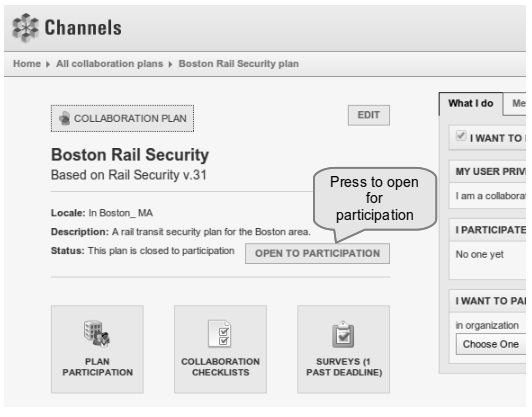 Channels
Home ▸ All collaboration plans ▸ Boston Rail Security plan
COLLABORATION PLAN
EDIT
Boston Rail Security
Based on Rail Security v.31
Locale: In Boston_ MA
Description: A rail transit security plan for the Boston area.
Status: This plan is closed to participation
OPEN TO PARTICIPATION
Press to open
for
participation
PLAN
PARTICIPATION
COLLABORATION
CHECKLISTS
SURVEYS (1
PAST DEADLINE)
What I do
Me
I WANT TO
MY USER PRIVI
I am a collabora
I PARTICIPATE
No one yet
I WANT TO PA
in organization
Choose One